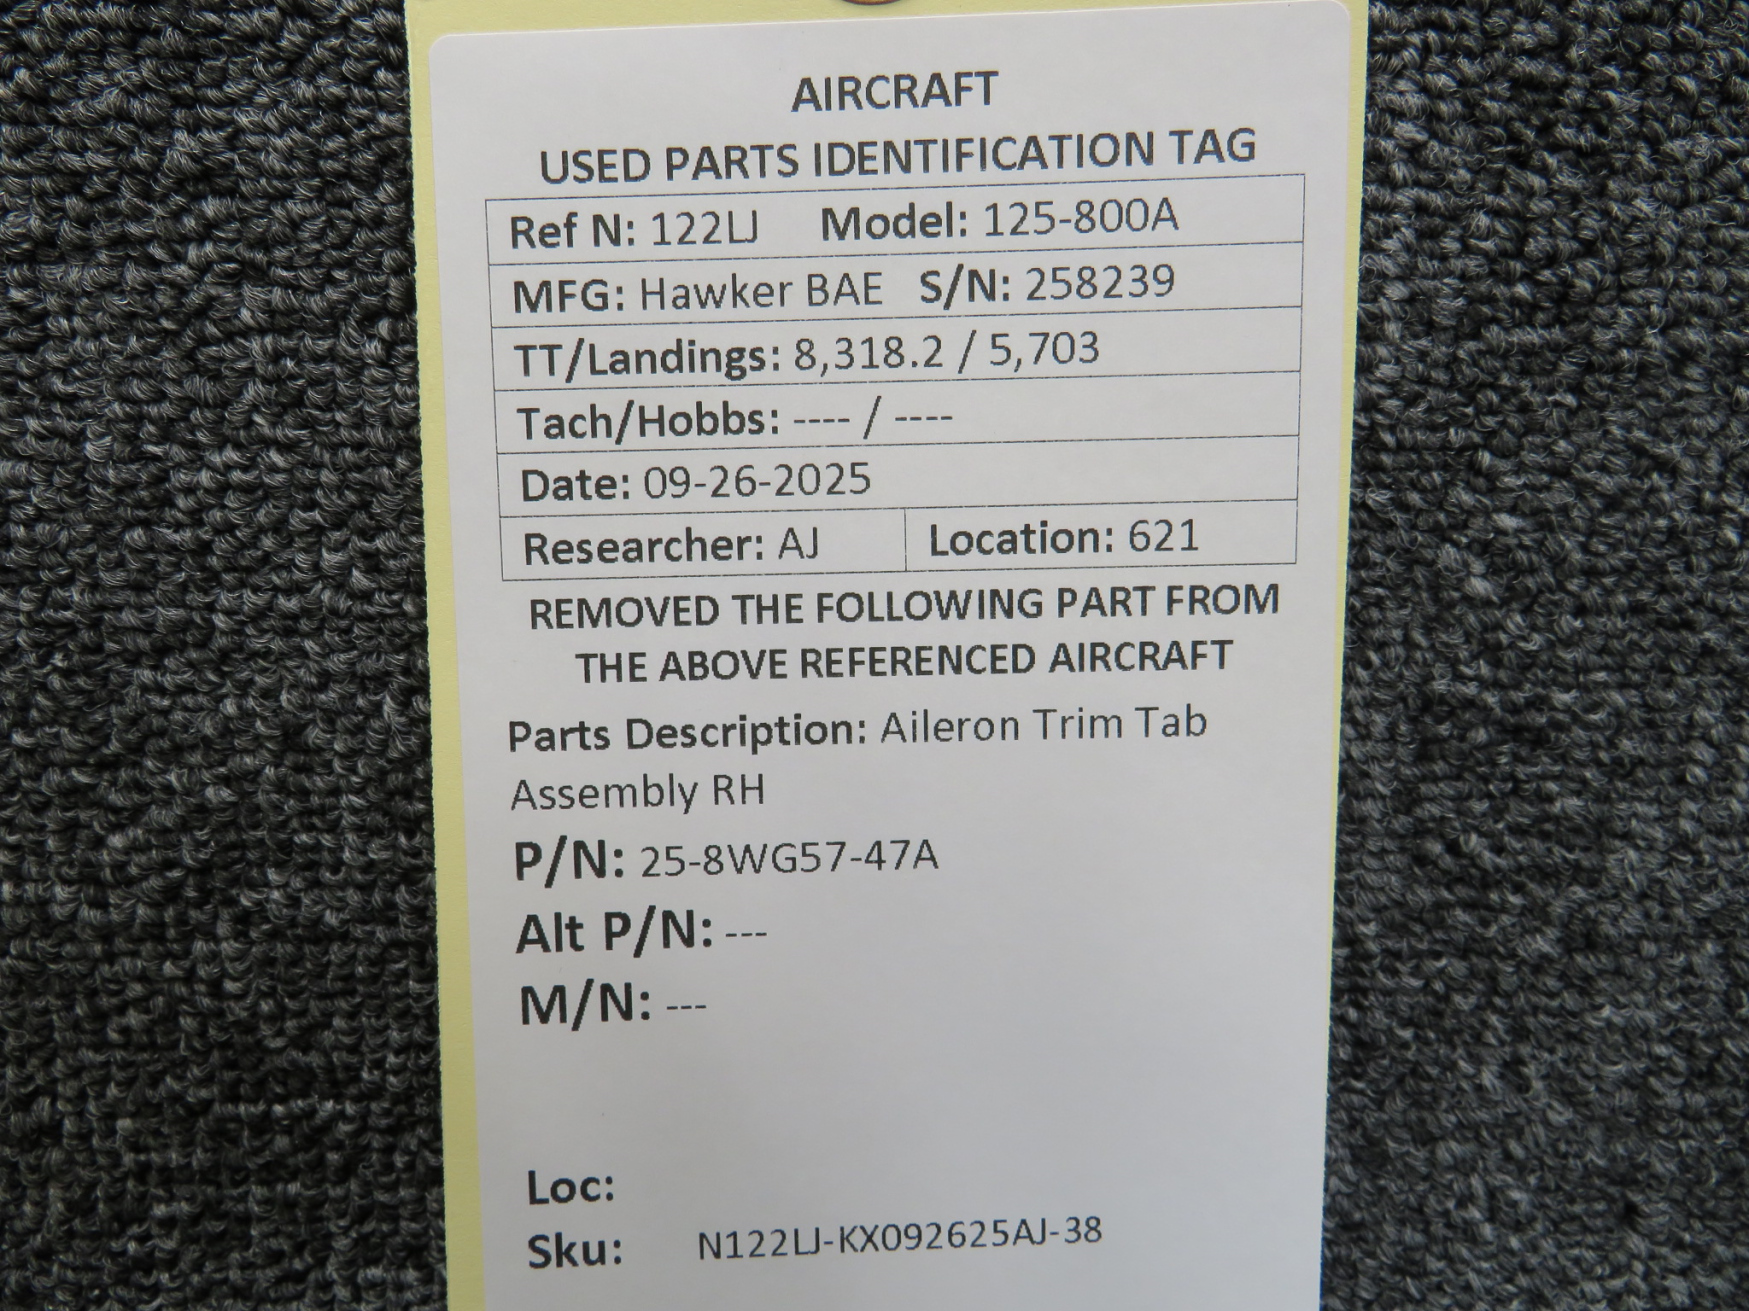 AIRCRAFT
USED PARTS IDENTIFICATION TAG
Ref N: 122LJ Model: 125-800A
MFG: Hawker BAE S/N: 258239
TT/Landings: 8,318.2 / 5,703
Tach/Hobbs: ---- / ----
Date: 09-26-2025
Researcher: AJ Location: 621
REMOVED THE FOLLOWING PART FROM
THE ABOVE REFERENCED AIRCRAFT
Parts Description: Aileron Trim Tab
Assembly RH
P/N: 25-8WG57-47A
Alt P/N: ---
M/N: ---
Loc:
Sku: N122LJ-KX092625AJ-38